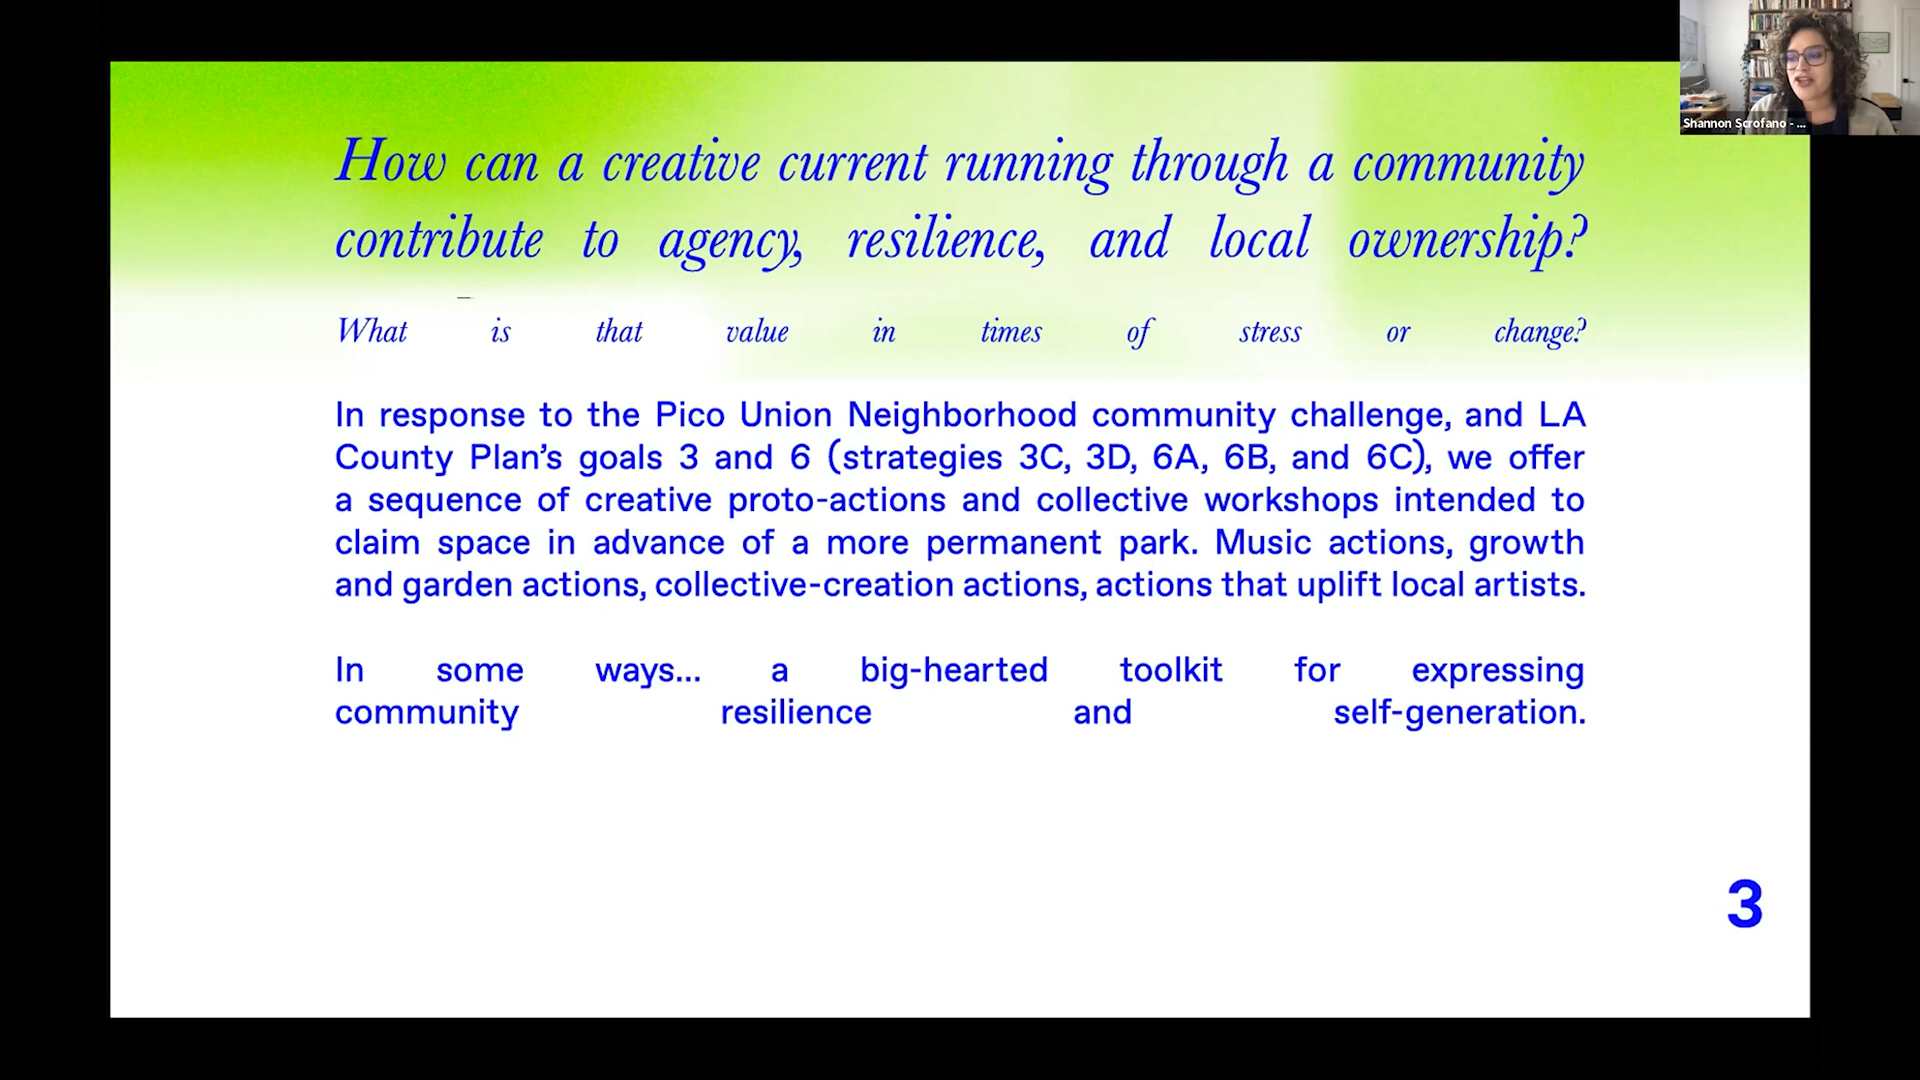 Shannon Scrofano - ...
How can a creative current running through a community
contribute to agency, resilience, and local ownership?
What is that value in times of stress or change?
In response to the Pico Union Neighborhood community challenge, and LA
County Plan’s goals 3 and 6 (strategies 3C, 3D, 6A, 6B, and 6C), we offer
a sequence of creative proto-actions and collective workshops intended to
claim space in advance of a more permanent park. Music actions, growth
and garden actions, collective-creation actions, actions that uplift local artists.
In some ways... a big-hearted toolkit for expressing
community resilience and self-generation.
3